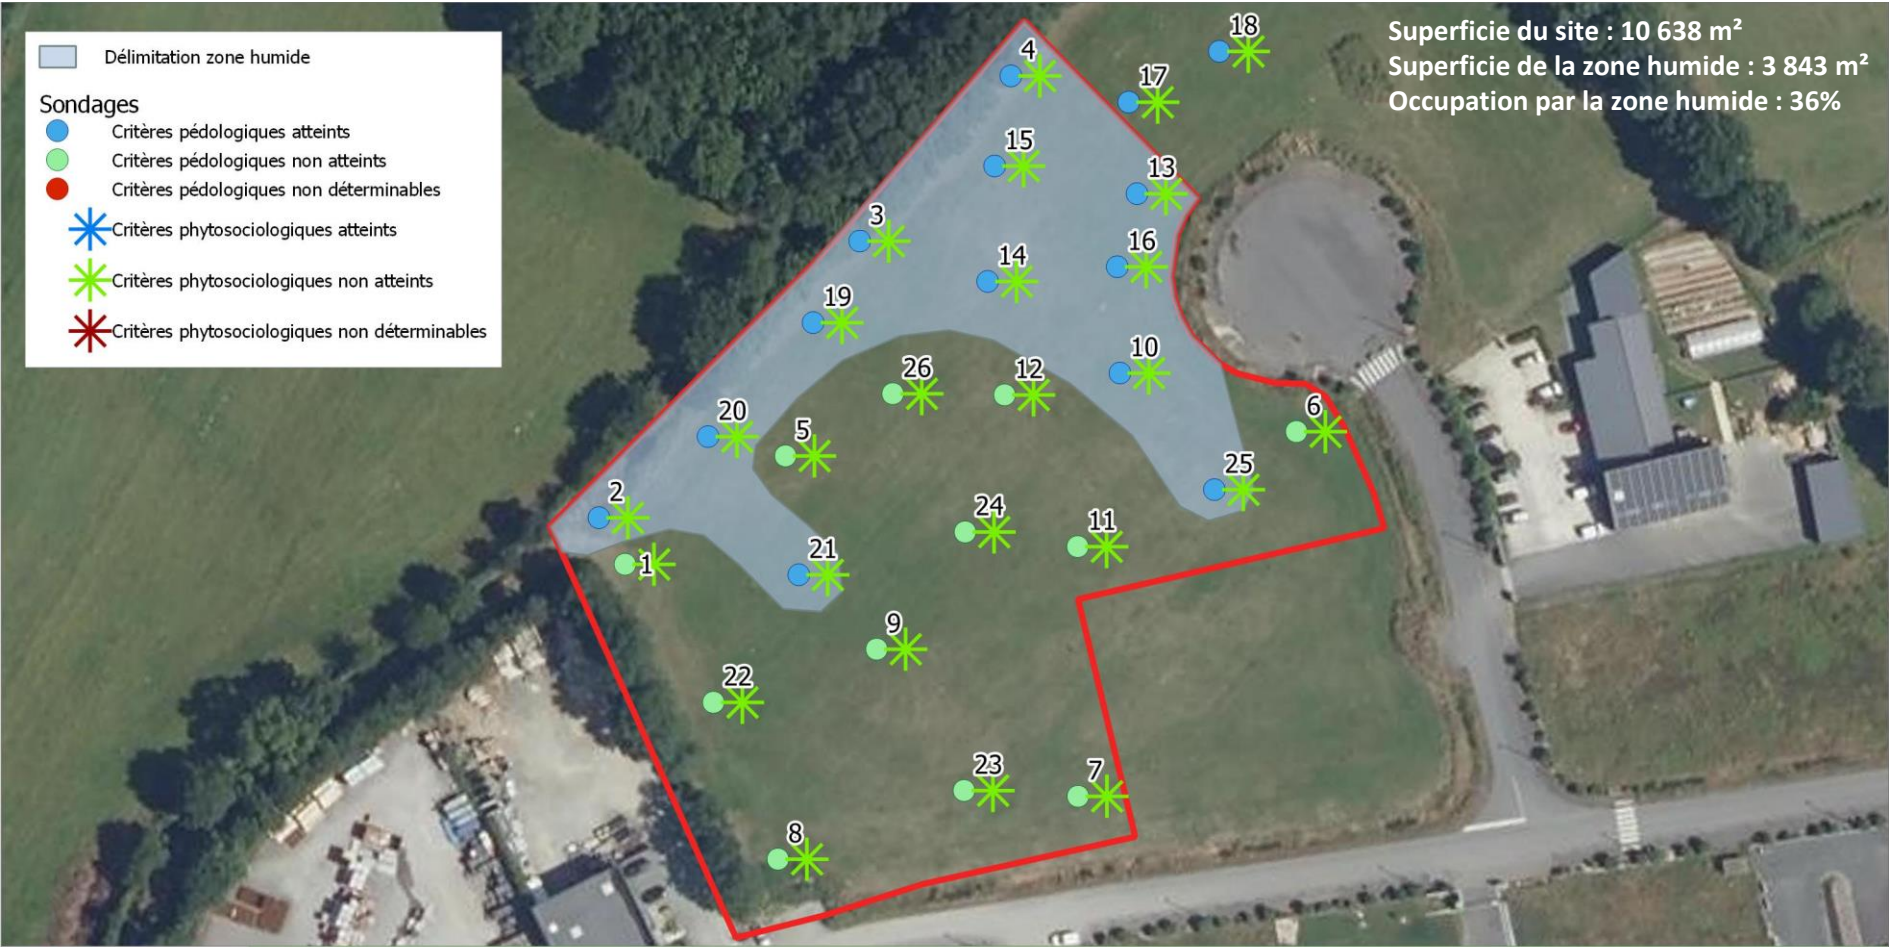 Délimitation zone humide
Sondages
Critères pédologiques atteints
Critères pédologiques non atteints
Critères pédologiques non déterminables
Critères phytosociologiques atteints
Critères phytosociologiques non atteints
Critères phytosociologiques non déterminables
Superficie du site : 10 638 m²
Superficie de la zone humide : 3 843 m²
Occupation par la zone humide : 36%
18
4
17
15
13
3
16
14
19
10
26
12
6
20
5
25
2
24
11
1
21
9
22
23
7
8